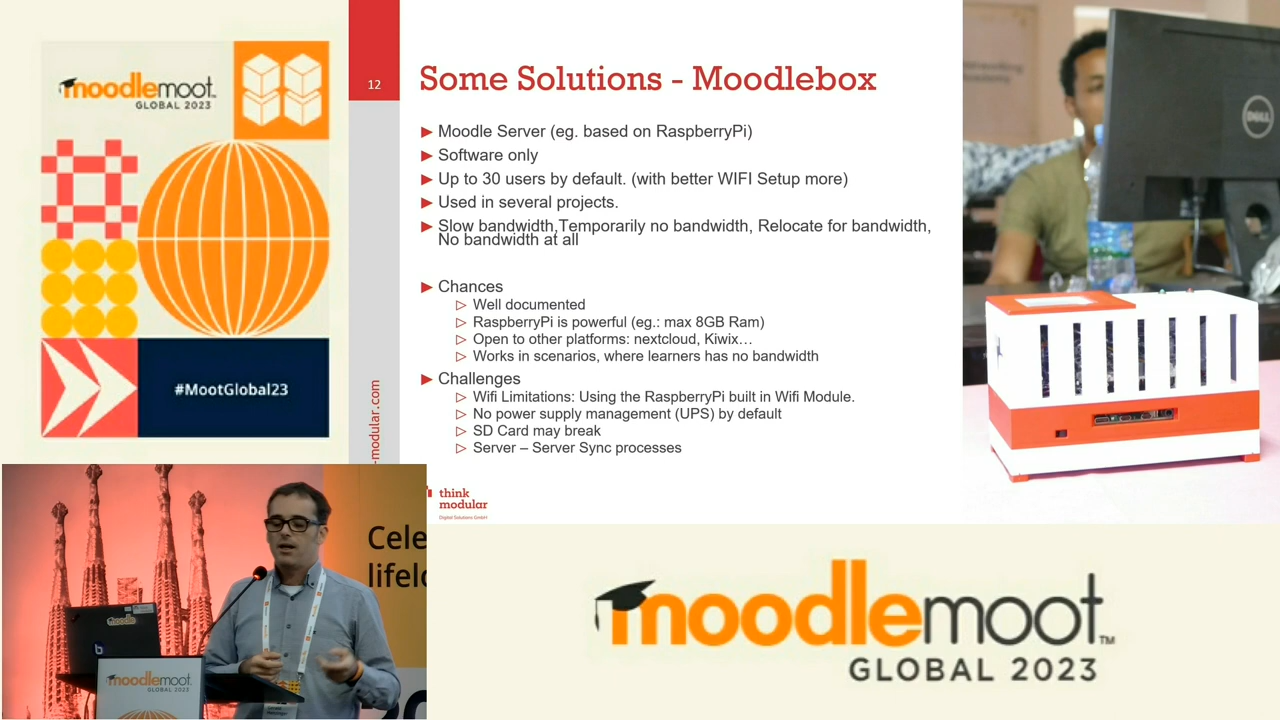 moodlemoot
GLOBAL 2023
#MootGlobal23
12
-modular.com
Some Solutions - Moodlebox
Moodle Server (eg. based on RaspberryPi)
Software only
Up to 30 users by default. (with better WIFI Setup more)
Used in several projects.
Slow bandwidth,Temporarily no bandwidth, Relocate for bandwidth,
No bandwidth at all
Chances
Well documented
RaspberryPi is powerful (eg.: max 8GB Ram)
Open to other platforms: nextcloud, Kiwix…
Works in scenarios, where learners has no bandwidth
Challenges
Wifi Limitations: Using the RaspberryPi built in Wifi Module.
No power supply management (UPS) by default
SD Card may break
Server – Server Sync processes
think
modular
Digital Solutions GmbH
DELL
Cele
lifelo
moodle
moodlemoot
GLOBAL 2023
moodlemoot™
GLOBAL 2023